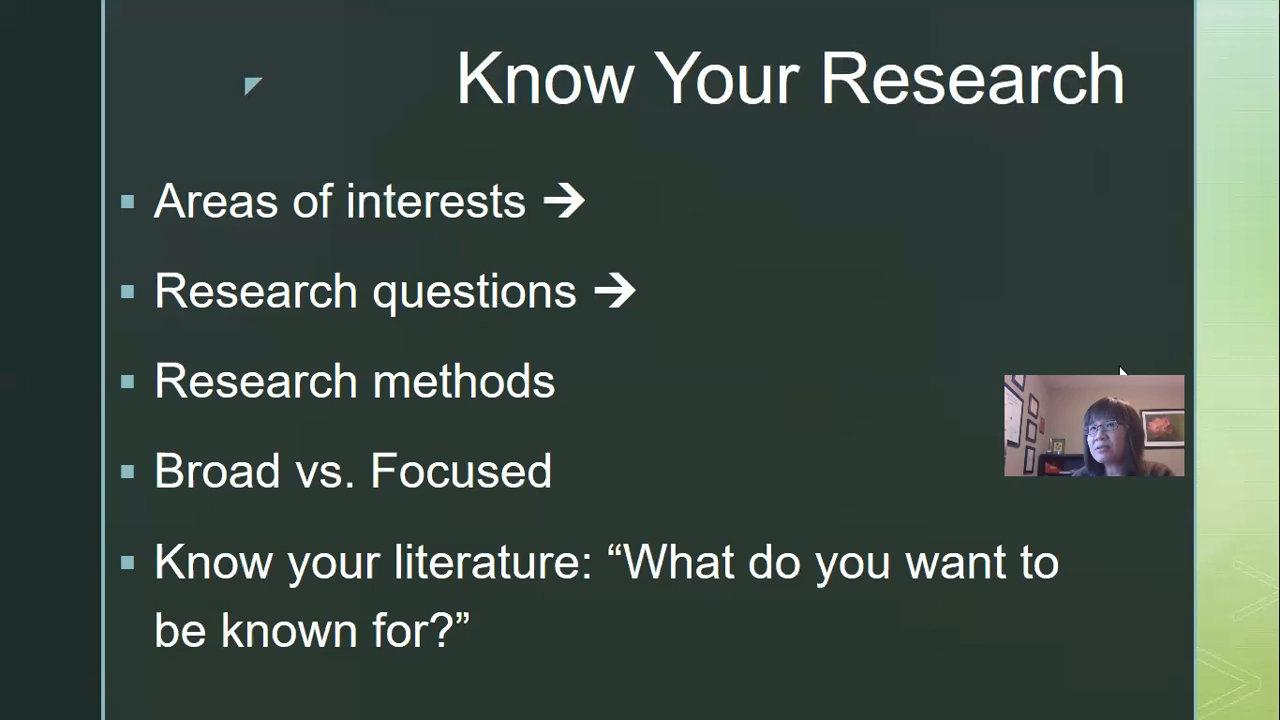 Know Your Research
▪ Areas of interests →
▪ Research questions →
▪ Research methods
▪ Broad vs. Focused
▪ Know your literature: “What do you want to
be known for?”